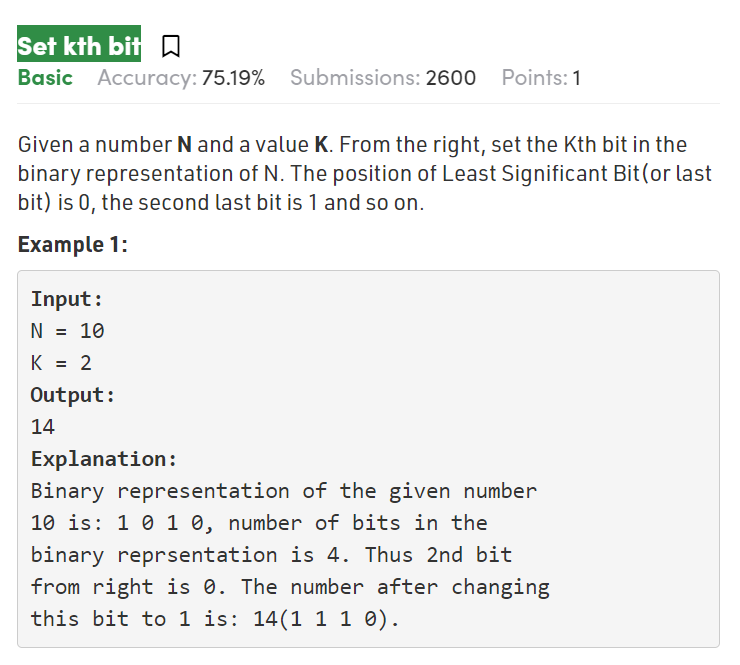 Set kth bit
Basic Accuracy: 75.19% Submissions: 2600 Points: 1
Given a number N and a value K. From the right, set the Kth bit in the
binary representation of N. The position of Least Significant Bit(or last
bit) is 0, the second last bit is 1 and so on.
Example 1:
Input:
N = 10
K = 2
Output:
14
Explanation:
Binary representation of the given number
10 is: 1 0 1 0, number of bits in the
binary reprsentation is 4. Thus 2nd bit
from right is 0. The number after changing
this bit to 1 is: 14(1 1 1 0).